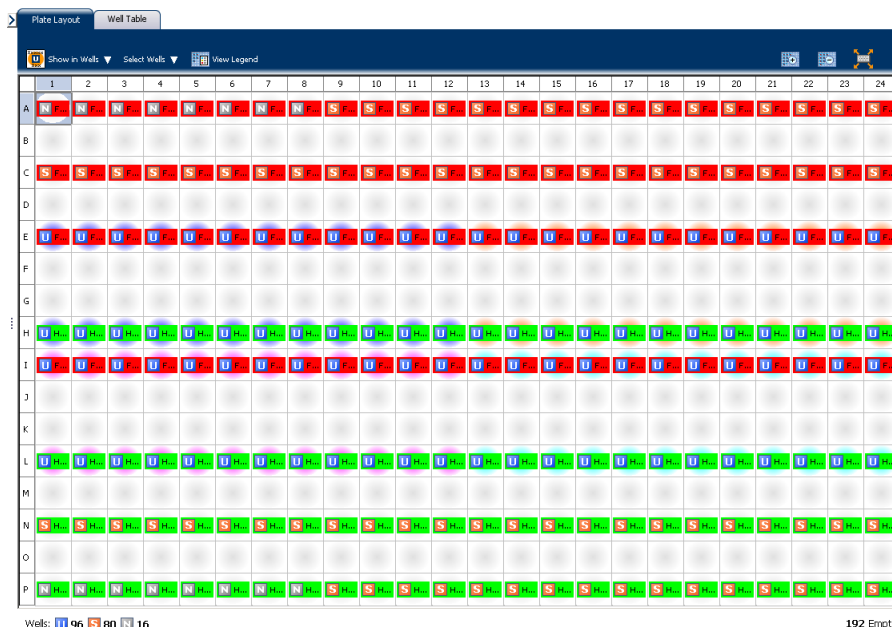 Plate Layout Well Table
Show in Wells ▼ Select Wells ▼ View Legend
1 2 3 4 5 6 7 8 9 10 11 12 13 14 15 16 17 18 19 20 21 22 23 24
A N F... N F... N F... N F... N F... N F... N F... N F... S F... S F... S F... S F... S F... S F... S F... S F... S F... S F... S F... S F... S F... S F... S F... S F...
B
C S F... S F... S F... S F... S F... S F... S F... S F... S F... S F... S F... S F... S F... S F... S F... S F... S F... S F... S F... S F... S F... S F... S F... S F...
D
E U F... U F... U F... U F... U F... U F... U F... U F... U F... U F... U F... U F... U F... U F... U F... U F... U F... U F... U F... U F... U F... U F... U F... U F...
F
G
H U H... U H... U H... U H... U H... U H... U H... U H... U H... U H... U H... U H... U H... U H... U H... U H... U H... U H... U H... U H... U H... U H... U H... U H...
I U F... U F... U F... U F... U F... U F... U F... U F... U F... U F... U F... U F... U F... U F... U F... U F... U F... U F... U F... U F... U F... U F... U F... U F...
J
K
L U H... U H... U H... U H... U H... U H... U H... U H... U H... U H... U H... U H... U H... U H... U H... U H... U H... U H... U H... U H... U H... U H... U H... U H...
M
N S H... S H... S H... S H... S H... S H... S H... S H... S H... S H... S H... S H... S H... S H... S H... S H... S H... S H... S H... S H... S H... S H... S H... S H...
O
P N H... N H... N H... N H... N H... N H... N H... N H... S H... S H... S H... S H... S H... S H... S H... S H... S H... S H... S H... S H... S H... S H... S H... S H...
Wells: U 96 S 80 N 16 192 Empt